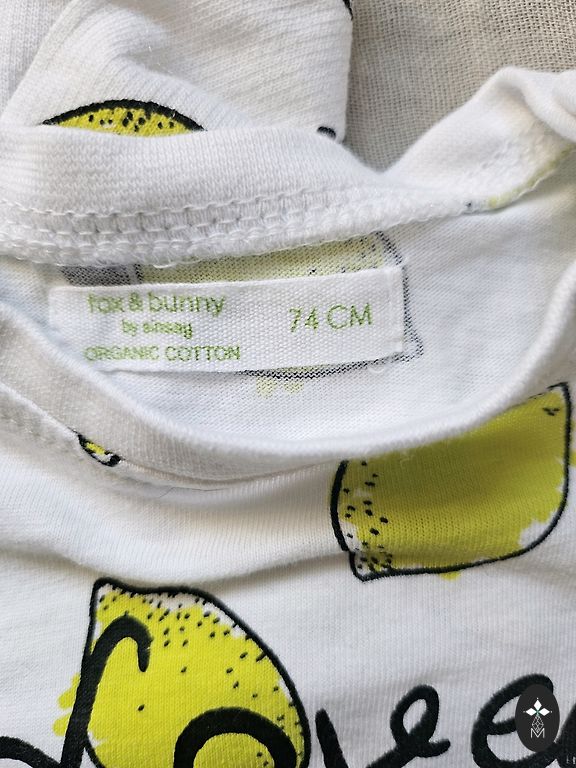 fox & bunny
by sinsay
74 CM
ORGANIC COTTON